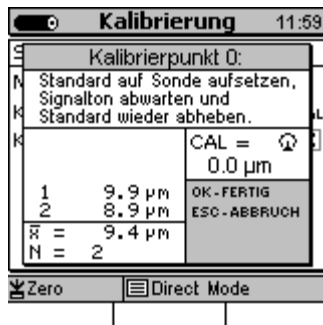 Kalibrierung 11:59
Kalibrierpunkt 0:
Standard auf Sonde aufsetzen,
Signalton abwarten und
Standard wieder abheben.
CAL =
0.0 µm
1 9.9 µm
2 8.9 µm
OK-FERTIG
ESC-ABBRUCH
x̄ = 9.4 µm
N = 2
Zero Direct Mode